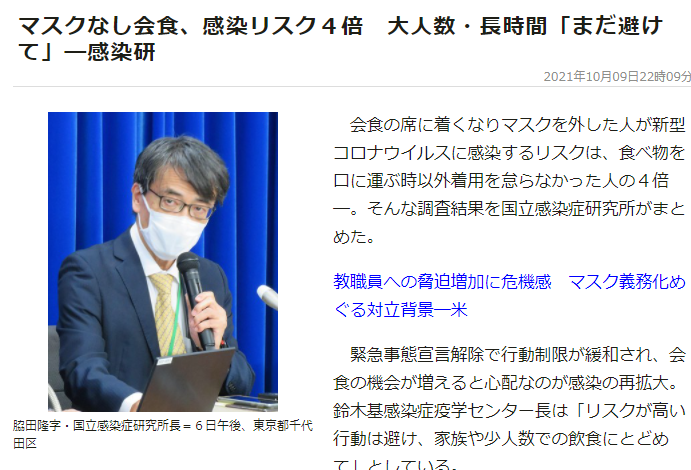 マスクなし会食、感染リスク４倍　大人数・長時間「まだ避け
て」―感染研
2021年10月09日22時09分
　会食の席に着くなりマスクを外した人が新型
コロナウイルスに感染するリスクは、食べ物を
口に運ぶ時以外着用を怠らなかった人の４倍
―。そんな調査結果を国立感染症研究所がまと
めた。
教職員への脅迫増加に危機感　マスク義務化め
ぐる対立背景―米
　緊急事態宣言解除で行動制限が緩和され、会
食の機会が増えると心配なのが感染の再拡大。
鈴木基感染症疫学センター長は「リスクが高い
行動は避け、家族や少人数での飲食にとどめ
て」としている。
脇田隆字・国立感染症研究所長＝６日午後、東京都千代
田区